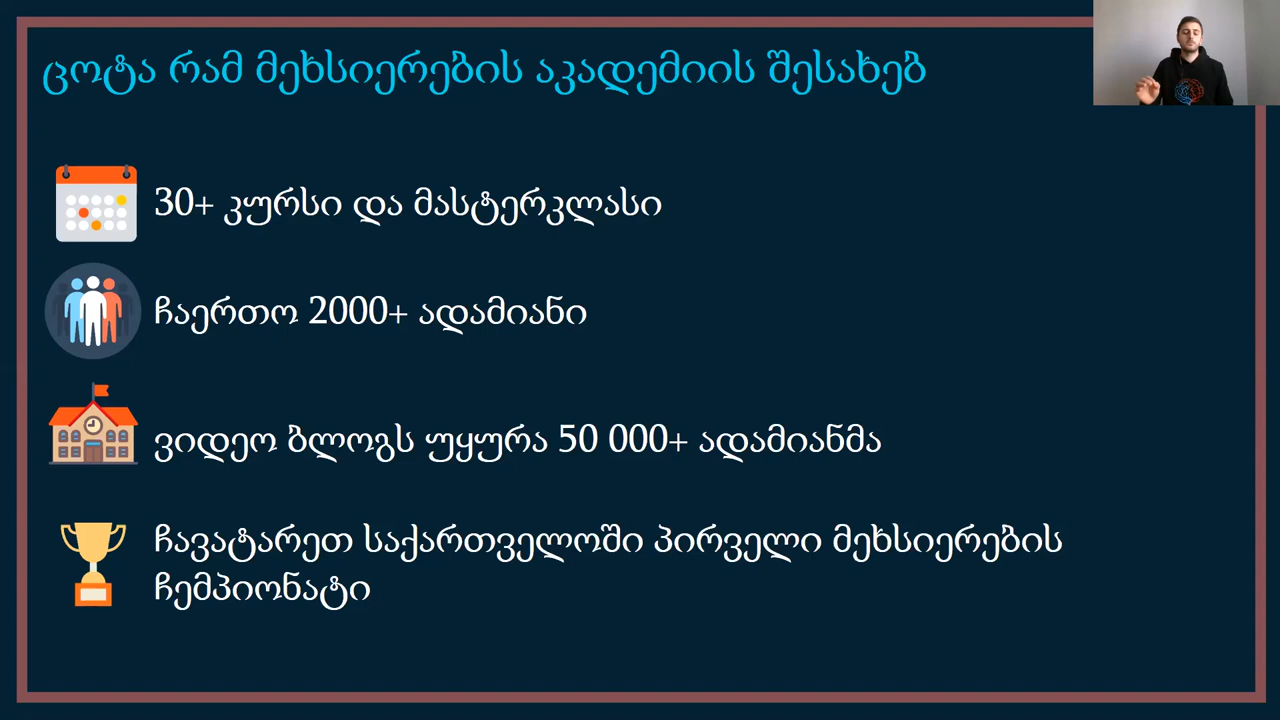 ცოტა რამ მეხსიერების აკადემიის შესახებ
30+ კურსი და მასტერკლასი
ჩაერთო 2000+ ადამიანი
ვიდეო ბლოგს უყურა 50 000+ ადამიანმა
ჩავატარეთ საქართველოში პირველი მეხსიერების
ჩემპიონატი